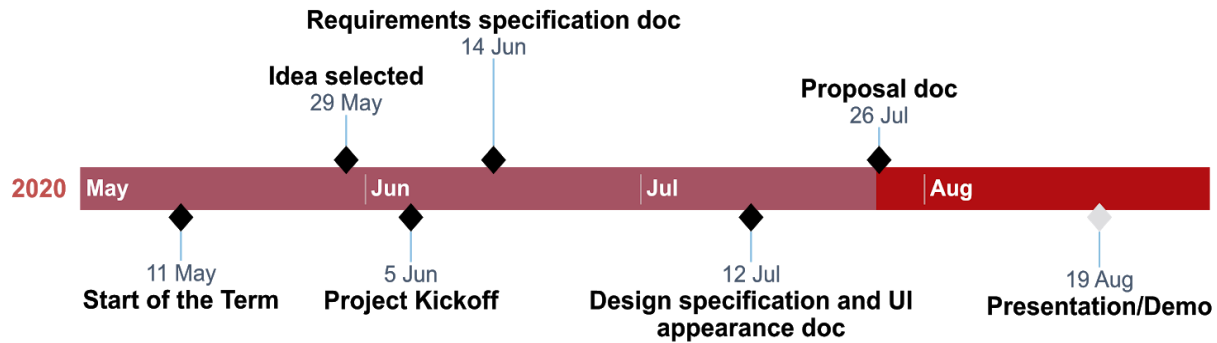 Requirements specification doc
14 Jun
Idea selected
29 May
Proposal doc
26 Jul
2020
May
Jun
Jul
Aug
11 May
Start of the Term
5 Jun
Project Kickoff
12 Jul
Design specification and UI
appearance doc
19 Aug
Presentation/Demo